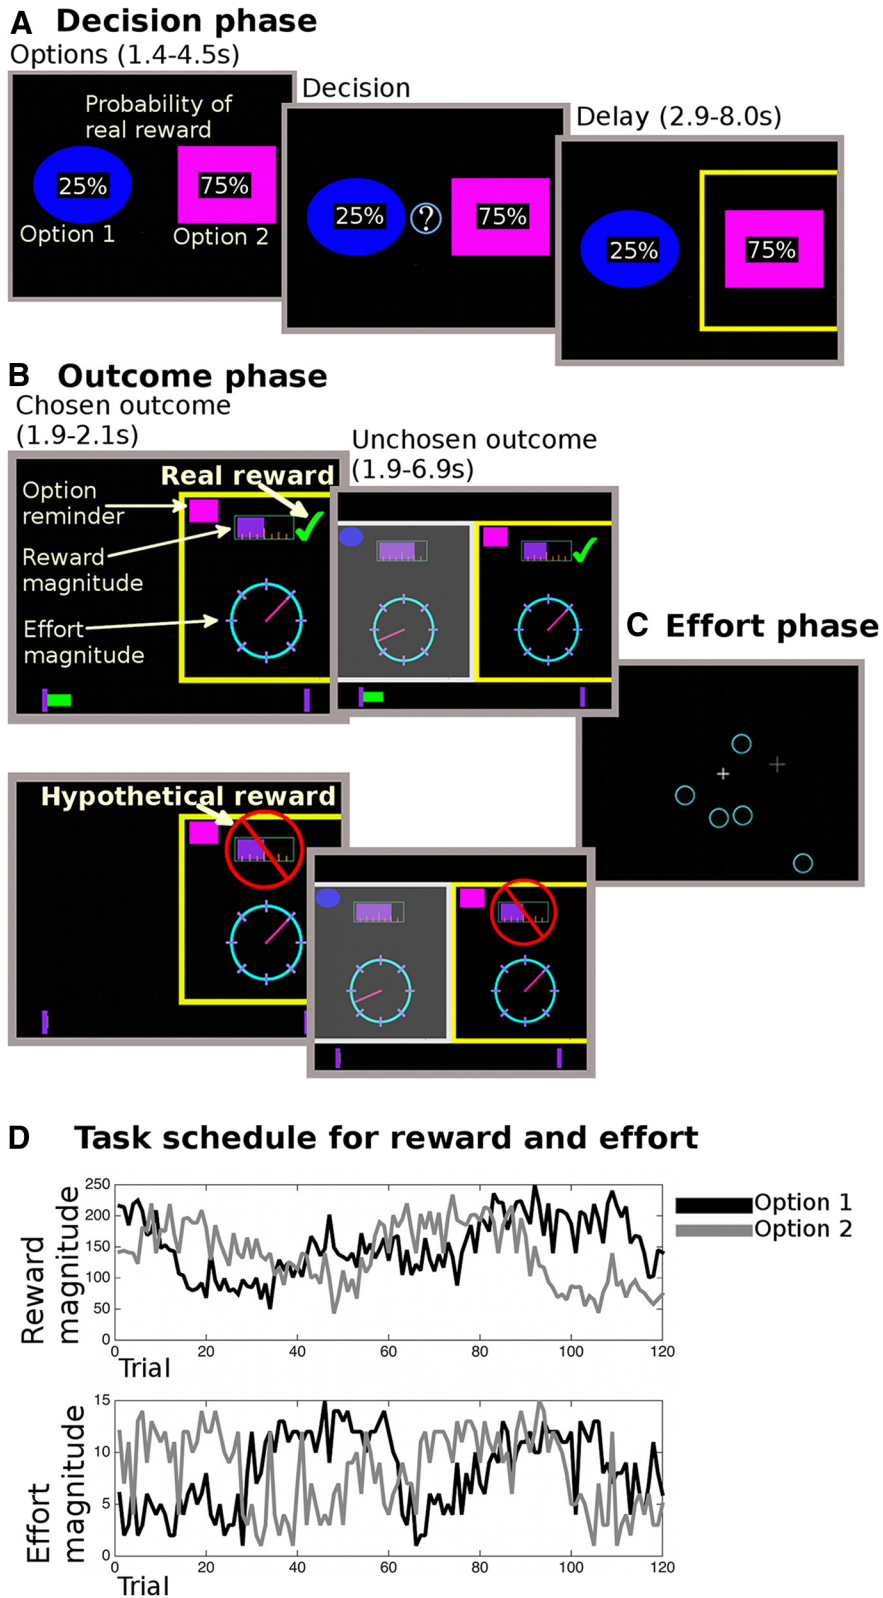 A Decision phase
Options (1.4-4.5s)
Probability of
real reward
25%
75%
Option 1
Option 2
Decision
25%
?
75%
Delay (2.9-8.0s)
25%
75%
B Outcome phase
Chosen outcome
(1.9-2.1s)
Real reward
Option
reminder
Reward
magnitude
Effort
magnitude
Unchosen outcome
(1.9-6.9s)
C Effort phase
Hypothetical reward
D Task schedule for reward and effort
Reward
magnitude
250
200
150
100
50
0
0 20 40 60 80 100 120
Trial
Option 1
Option 2
Effort
magnitude
15
10
5
0
0 20 40 60 80 100 120
Trial